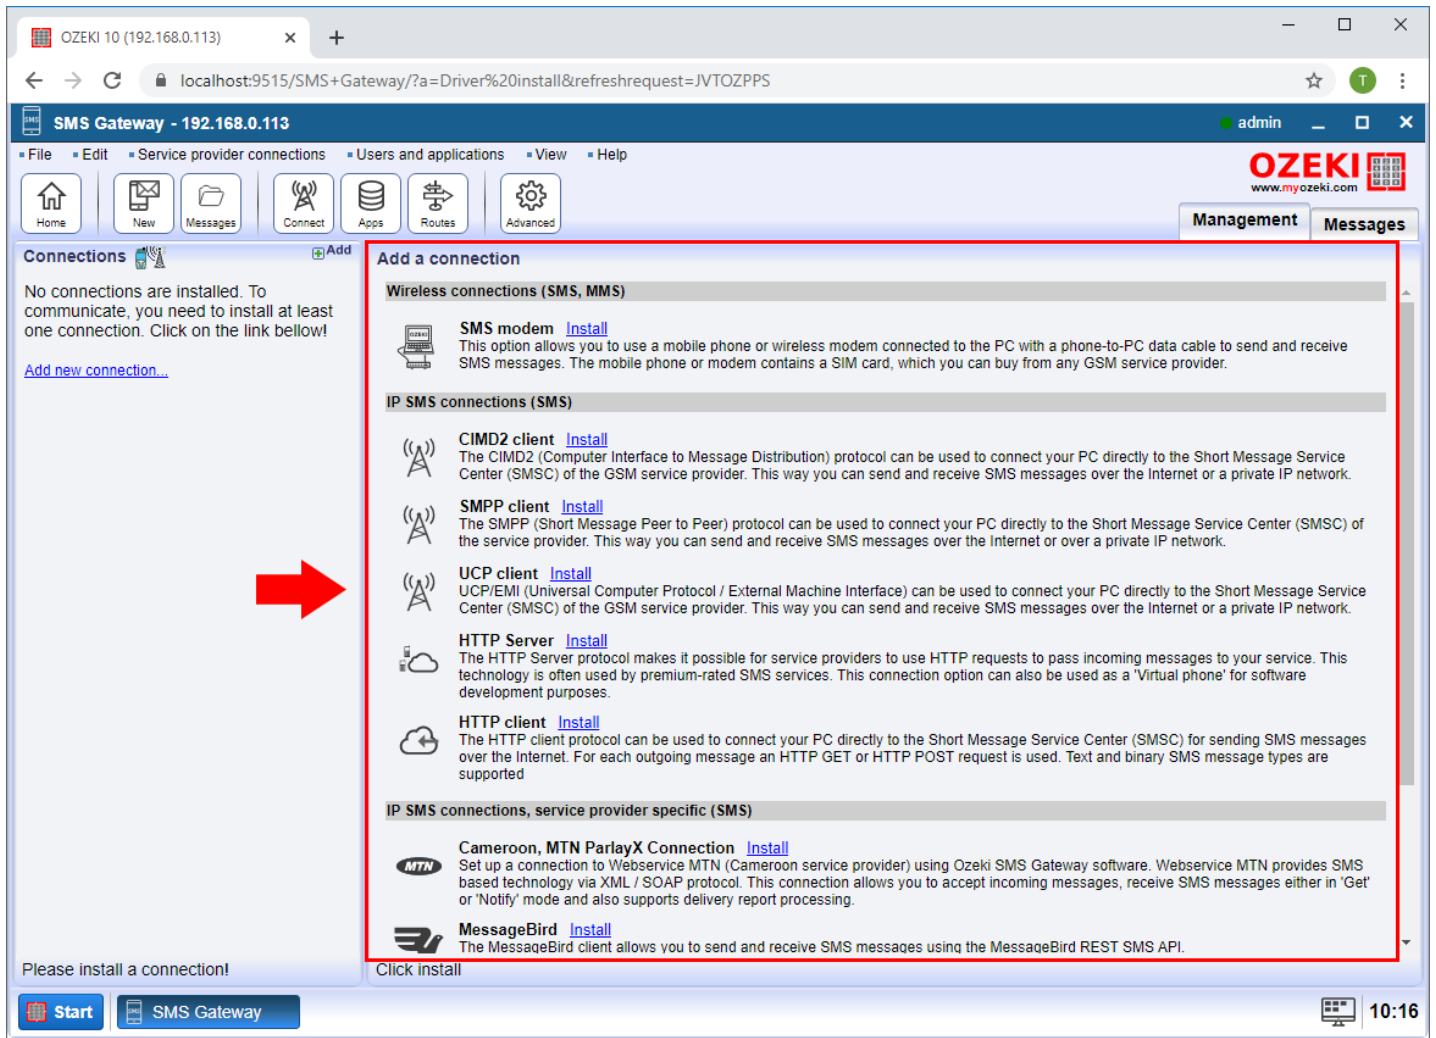 OZEKI 10 (192.168.0.113)
localhost:9515/SMS+Gateway/?a=Driver%20install&refreshrequest=JVTOZPPS
T
SMS
SMS Gateway - 192.168.0.113
admin
File Edit Service provider connections Users and applications View Help
OZEKI
www.myozeki.com
Home New Messages Connect Apps Routes Advanced
Management Messages
Connections
Add
No connections are installed. To
communicate, you need to install at least
one connection. Click on the link bellow!
Add new connection...
Please install a connection!
Add a connection
Wireless connections (SMS, MMS)
OZEKI
SMS modem Install
This option allows you to use a mobile phone or wireless modem connected to the PC with a phone-to-PC data cable to send and receive
SMS messages. The mobile phone or modem contains a SIM card, which you can buy from any GSM service provider.
IP SMS connections (SMS)
CIMD2 client Install
The CIMD2 (Computer Interface to Message Distribution) protocol can be used to connect your PC directly to the Short Message Service
Center (SMSC) of the GSM service provider. This way you can send and receive SMS messages over the Internet or a private IP network.
SMPP client Install
The SMPP (Short Message Peer to Peer) protocol can be used to connect your PC directly to the Short Message Service Center (SMSC) of
the service provider. This way you can send and receive SMS messages over the Internet or over a private IP network.
UCP client Install
UCP/EMI (Universal Computer Protocol / External Machine Interface) can be used to connect your PC directly to the Short Message Service
Center (SMSC) of the GSM service provider. This way you can send and receive SMS messages over the Internet or a private IP network.
HTTP Server Install
The HTTP Server protocol makes it possible for service providers to use HTTP requests to pass incoming messages to your service. This
technology is often used by premium-rated SMS services. This connection option can also be used as a 'Virtual phone' for software
development purposes.
HTTP client Install
The HTTP client protocol can be used to connect your PC directly to the Short Message Service Center (SMSC) for sending SMS messages
over the Internet. For each outgoing message an HTTP GET or HTTP POST request is used. Text and binary SMS message types are
supported
IP SMS connections, service provider specific (SMS)
MTN
Cameroon, MTN ParlayX Connection Install
Set up a connection to Webservice MTN (Cameroon service provider) using Ozeki SMS Gateway software. Webservice MTN provides SMS
based technology via XML / SOAP protocol. This connection allows you to accept incoming messages, receive SMS messages either in 'Get'
or 'Notify' mode and also supports delivery report processing.
MessageBird Install
The MessageBird client allows you to send and receive SMS messages using the MessageBird REST SMS API.
Click install
Start
SMS Gateway
10:16